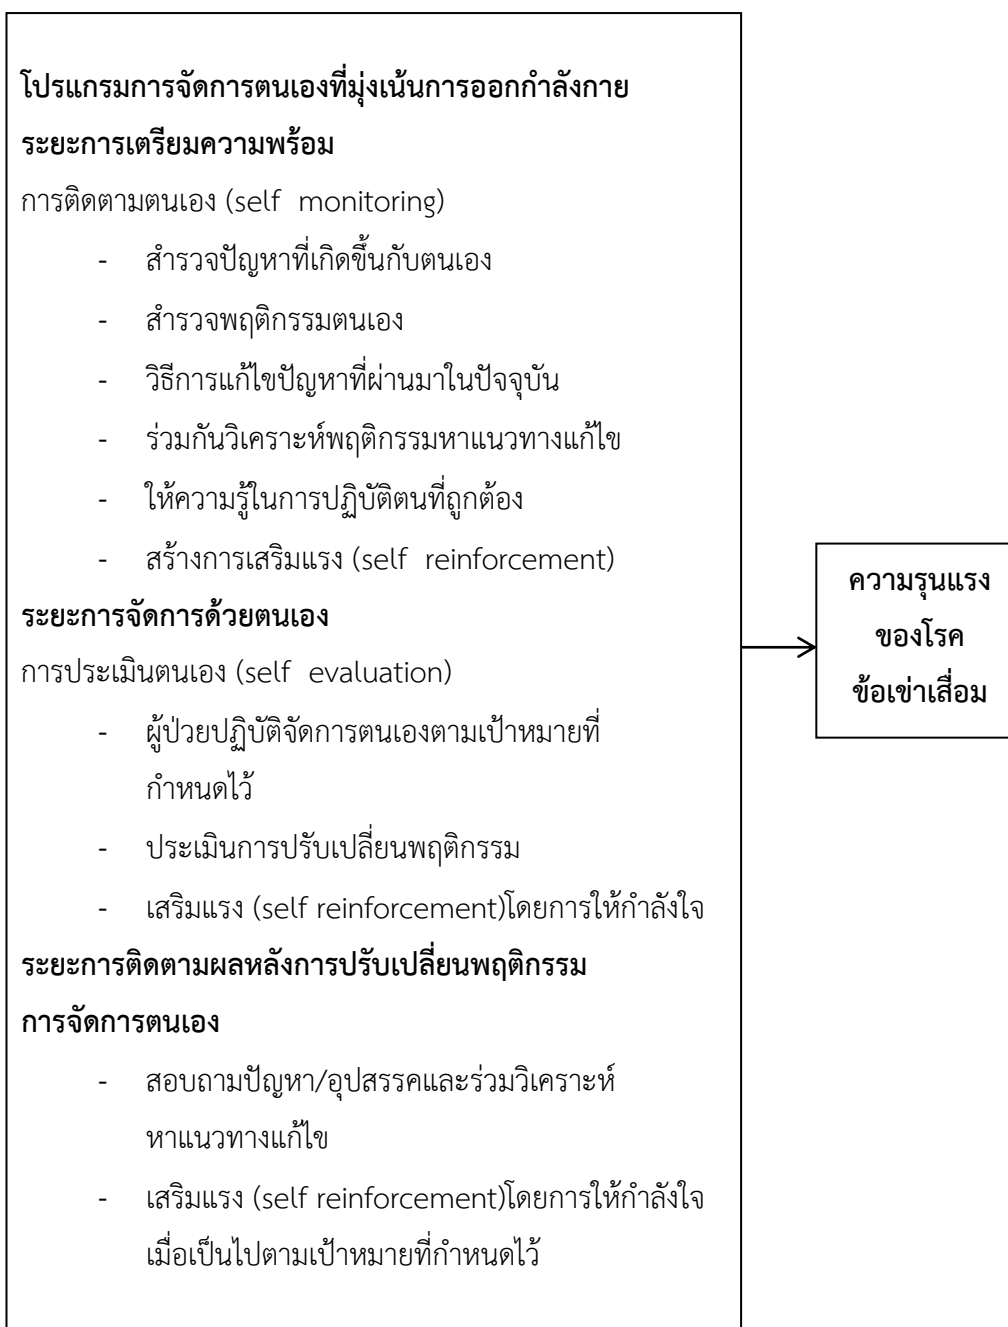 โปรแกรมการจัดการตนเองที่มุ่งเน้นการออกกำลังกาย
ระยะการเตรียมความพร้อม
การติดตามตนเอง (self monitoring)
- สำรวจปัญหาที่เกิดขึ้นกับตนเอง
- สำรวจพฤติกรรมตนเอง
- วิธีการแก้ไขปัญหาที่ผ่านมาในปัจจุบัน
- ร่วมกันวิเคราะห์พฤติกรรมหาแนวทางแก้ไข
- ให้ความรู้ในการปฏิบัติตนที่ถูกต้อง
- สร้างการเสริมแรง (self reinforcement)
ระยะการจัดการด้วยตนเอง
การประเมินตนเอง (self evaluation)
- ผู้ป่วยปฏิบัติจัดการตนเองตามเป้าหมายที่
กำหนดไว้
- ประเมินการปรับเปลี่ยนพฤติกรรม
- เสริมแรง (self reinforcement)โดยการให้กำลังใจ
ระยะการติดตามผลหลังการปรับเปลี่ยนพฤติกรรม
การจัดการตนเอง
- สอบถามปัญหา/อุปสรรคและร่วมวิเคราะห์
หาแนวทางแก้ไข
- เสริมแรง (self reinforcement)โดยการให้กำลังใจ
เมื่อเป็นไปตามเป้าหมายที่กำหนดไว้
ความรุนแรง
ของโรค
ข้อเข่าเสื่อม